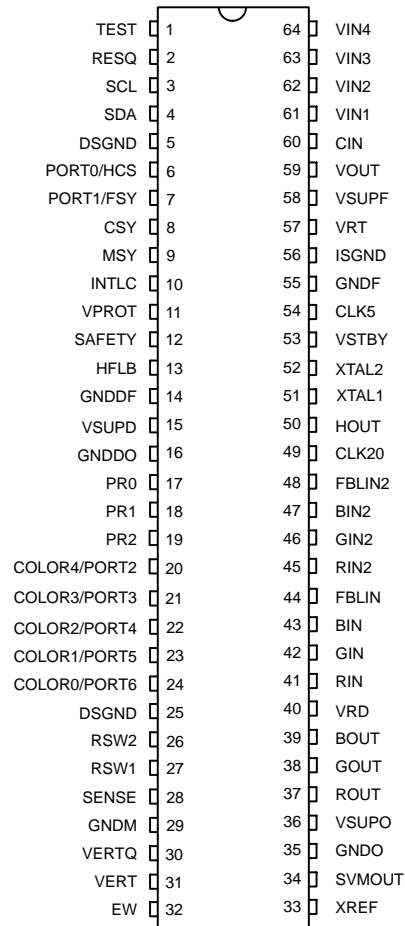 TEST 1 64 VIN4
RESQ 2 63 VIN3
SCL 3 62 VIN2
SDA 4 61 VIN1
DSGND 5 60 CIN
PORT0/HCS 6 59 VOUT
PORT1/FSY 7 58 VSUPF
CSY 8 57 VRT
MSY 9 56 ISGND
INTLC 10 55 GNDF
VPROT 11 54 CLK5
SAFETY 12 53 VSTBY
HFLB 13 52 XTAL2
GNDDF 14 51 XTAL1
VSUPD 15 50 HOUT
GNDDO 16 49 CLK20
PR0 17 48 FBLIN2
PR1 18 47 BIN2
PR2 19 46 GIN2
COLOR4/PORT2 20 45 RIN2
COLOR3/PORT3 21 44 FBLIN
COLOR2/PORT4 22 43 BIN
COLOR1/PORT5 23 42 GIN
COLOR0/PORT6 24 41 RIN
DSGND 25 40 VRD
RSW2 26 39 BOUT
RSW1 27 38 GOUT
SENSE 28 37 ROUT
GNDM 29 36 VSUPO
VERTQ 30 35 GNDO
VERT 31 34 SVMOUT
EW 32 33 XREF